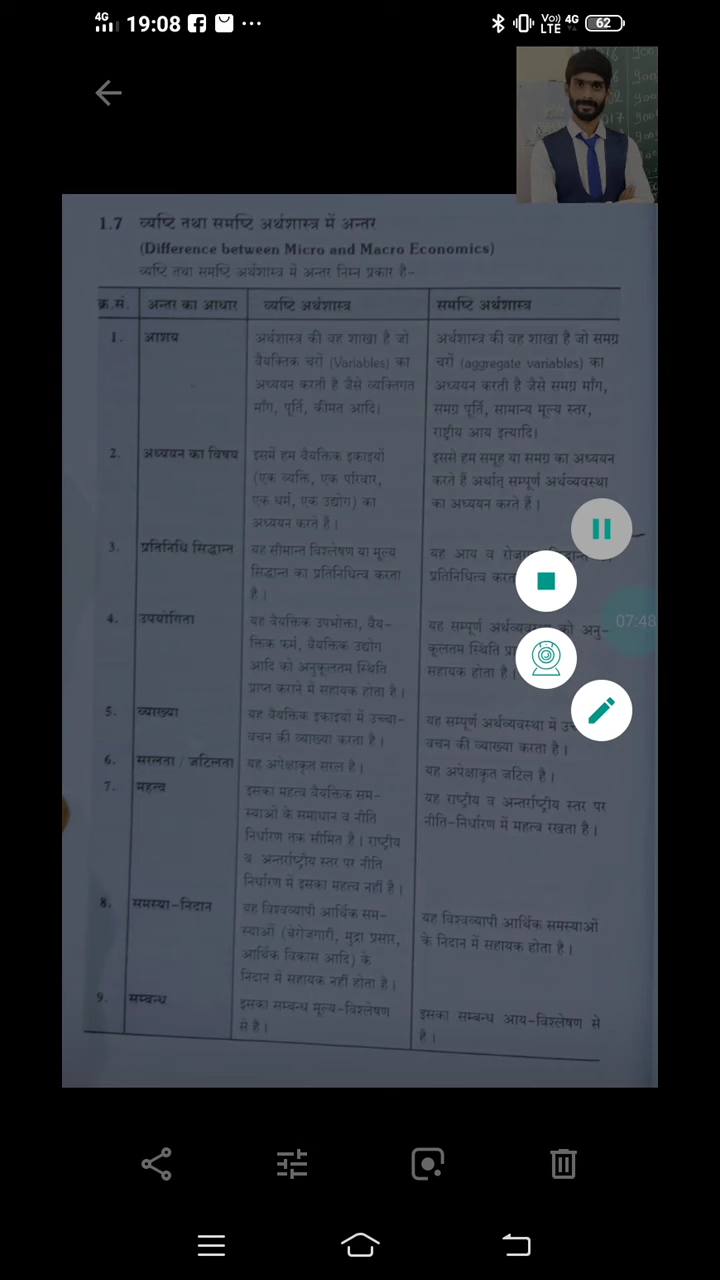 4G 19:08 Vo)) LTE 4G 62
1.7 व्यष्टि तथा समष्टि अर्थशास्त्र में अन्तर
(Difference between Micro and Macro Economics)
व्यष्टि तथा समष्टि अर्थशास्त्र में अन्तर निम्न प्रकार है-
क्र.सं. अन्तर का आधार व्यष्टि अर्थशास्त्र समष्टि अर्थशास्त्र
1. आशय
अर्थशास्त्र की वह शाखा है जो
वैयक्तिक चरों (Variables) का
अध्ययन करती है जैसे व्यक्तिगत
माँग, पूर्ति, कीमत आदि।
अर्थशास्त्र की वह शाखा है जो समग्र
चरों (aggregate variables) का
अध्ययन करती है जैसे समग्र माँग,
समग्र पूर्ति, सामान्य मूल्य स्तर,
राष्ट्रीय आय इत्यादि।
2. अध्ययन का विषय
इसमें हम वैयक्तिक इकाइयों
(एक व्यक्ति, एक परिवार,
एक धर्म, एक उद्योग) का
अध्ययन करते हैं।
इसमे हम समूह या समग्र का अध्ययन
करते हैं अर्थात् सम्पूर्ण अर्थव्यवस्था
का अध्ययन करते हैं।
3. प्रतिनिधि सिद्धान्त
यह सीमान्त विश्लेषण या मूल्य
सिद्धान्त का प्रतिनिधित्व करता
है।
यह आय व
प्रतिनिधित्व
4. उपयोगिता
यह वैयक्तिक उपभोक्ता, वैय-
क्तिक फर्म, वैयक्तिक उद्योग
आदि को अनुकूलतम स्थिति
प्राप्त कराने में सहायक होता है।
यह सम्पूर्ण को अनु-
कूलतम स्थिति
सहायक होता है।
07:48
5. व्याख्या
यह वैयक्तिक इकाइयों में उच्चा-
वचन की व्याख्या करता है।
यह सम्पूर्ण अर्थव्यवस्था में
वचन की व्याख्या करता है।
6. सरलता / जटिलता
यह अपेक्षाकृत सरल है।
यह अपेक्षाकृत जटिल है।
7. महत्व
इसका महत्व वैयक्तिक सम-
स्याओं के समाधान व नीति
निर्धारण तक सीमित है। राष्ट्रीय
व अन्तर्राष्ट्रीय स्तर पर नीति
निर्धारण में इसका महत्व नहीं है।
यह राष्ट्रीय व अन्तर्राष्ट्रीय स्तर पर
नीति-निर्धारण में महत्व रखता है।
8. समस्या-निदान
यह विश्वव्यापी आर्थिक सम-
स्याओं (बेरोजगारी, मुद्रा प्रसार,
आर्थिक विकास आदि) के
निदान में सहायक नहीं होता है।
यह विश्वव्यापी आर्थिक समस्याओं
के निदान में सहायक होता है।
9. सम्बन्ध
इसका सम्बन्ध मूल्य-विश्लेषण
से है।
इसका सम्बन्ध आय-विश्लेषण से
है।